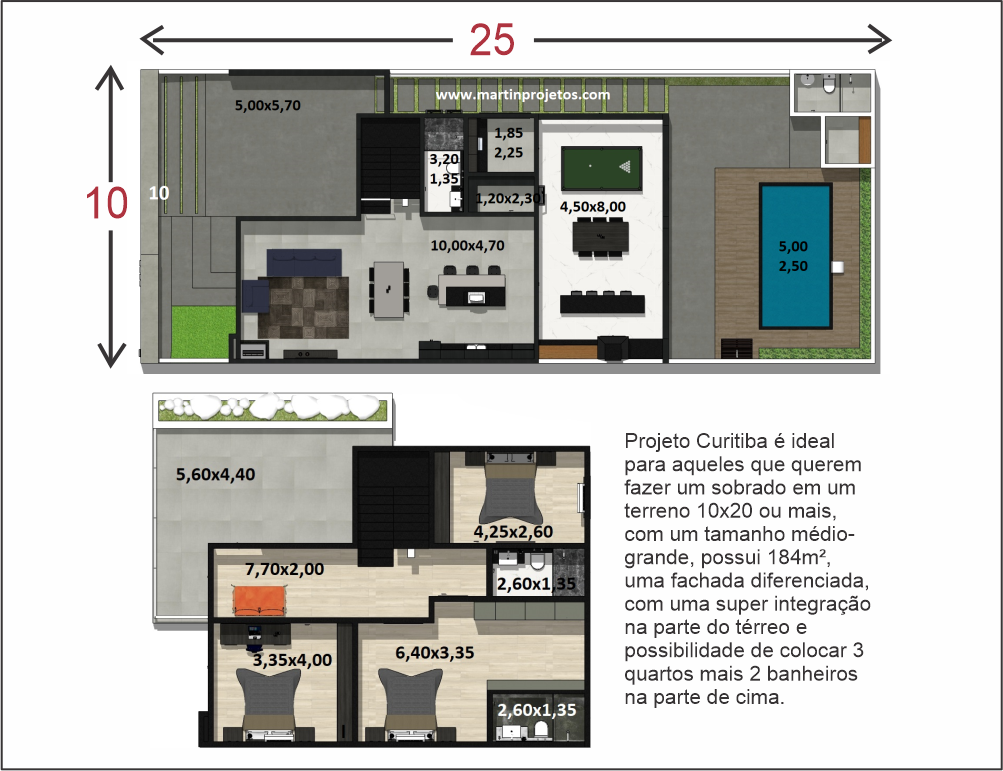 25
www.martinprojetos.com
5,00x5,70
1,85
2,25
3,20
1,35
10
10
1,20x2,30
4,50x8,00
10,00x4,70
5,00
2,50
5,60x4,40
4,25x2,60
7,70x2,00
2,60x1,35
3,35x4,00
6,40x3,35
2,60x1,35
Projeto Curitiba é ideal
para aqueles que querem
fazer um sobrado em um
terreno 10x20 ou mais,
com um tamanho médio-
grande, possui 184m²,
uma fachada diferenciada,
com uma super integração
na parte do térreo e
possibilidade de colocar 3
quartos mais 2 banheiros
na parte de cima.